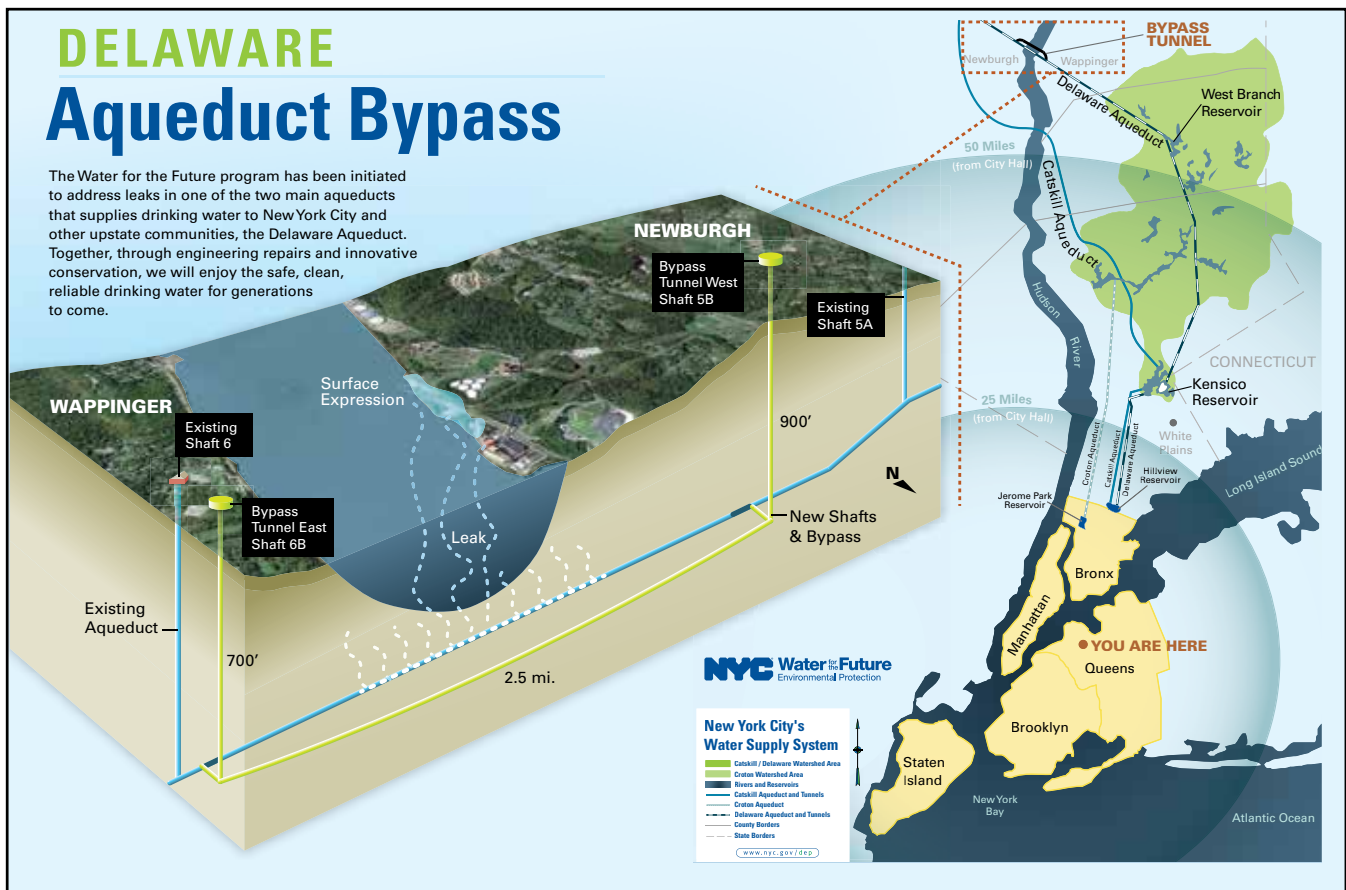 DELAWARE
Aqueduct Bypass
The Water for the Future program has been initiated
to address leaks in one of the two main aqueducts
that supplies drinking water to New York City and
other upstate communities, the Delaware Aqueduct.
Together, through engineering repairs and innovative
conservation, we will enjoy the safe, clean,
reliable drinking water for generations
to come.
WAPPINGER
Existing
Shaft 6
Bypass
Tunnel East
Shaft 6B
Existing
Aqueduct
700'
Surface
Expression
Leak
2.5 mi.
NEWBURGH
Bypass
Tunnel West
Shaft 5B
Existing
Shaft 5A
900'
N
New Shafts
& Bypass
BYPASS
TUNNEL
Newburgh
Wappinger
Delaware Aqueduct
West Branch
Reservoir
50 Miles
(from City Hall)
Catskill Aqueduct
Hudson
River
CONNECTICUT
Kensico
Reservoir
25 Miles
(from City Hall)
White
Plains
Croton Aqueduct
Catskill Aqueduct
Delaware Aqueduct
Hillview
Reservoir
Jerome Park
Reservoir
Long Island Sound
Bronx
Manhattan
YOU ARE HERE
Queens
Brooklyn
Staten
Island
New York
Bay
Atlantic Ocean
NYC Water for the Future
Environmental Protection
New York City's
Water Supply System
Catskill / Delaware Watershed Area
Croton Watershed Area
Rivers and Reservoirs
Catskill Aqueduct and Tunnels
Croton Aqueduct
Delaware Aqueduct and Tunnels
County Borders
State Borders
www.nyc.gov/dep